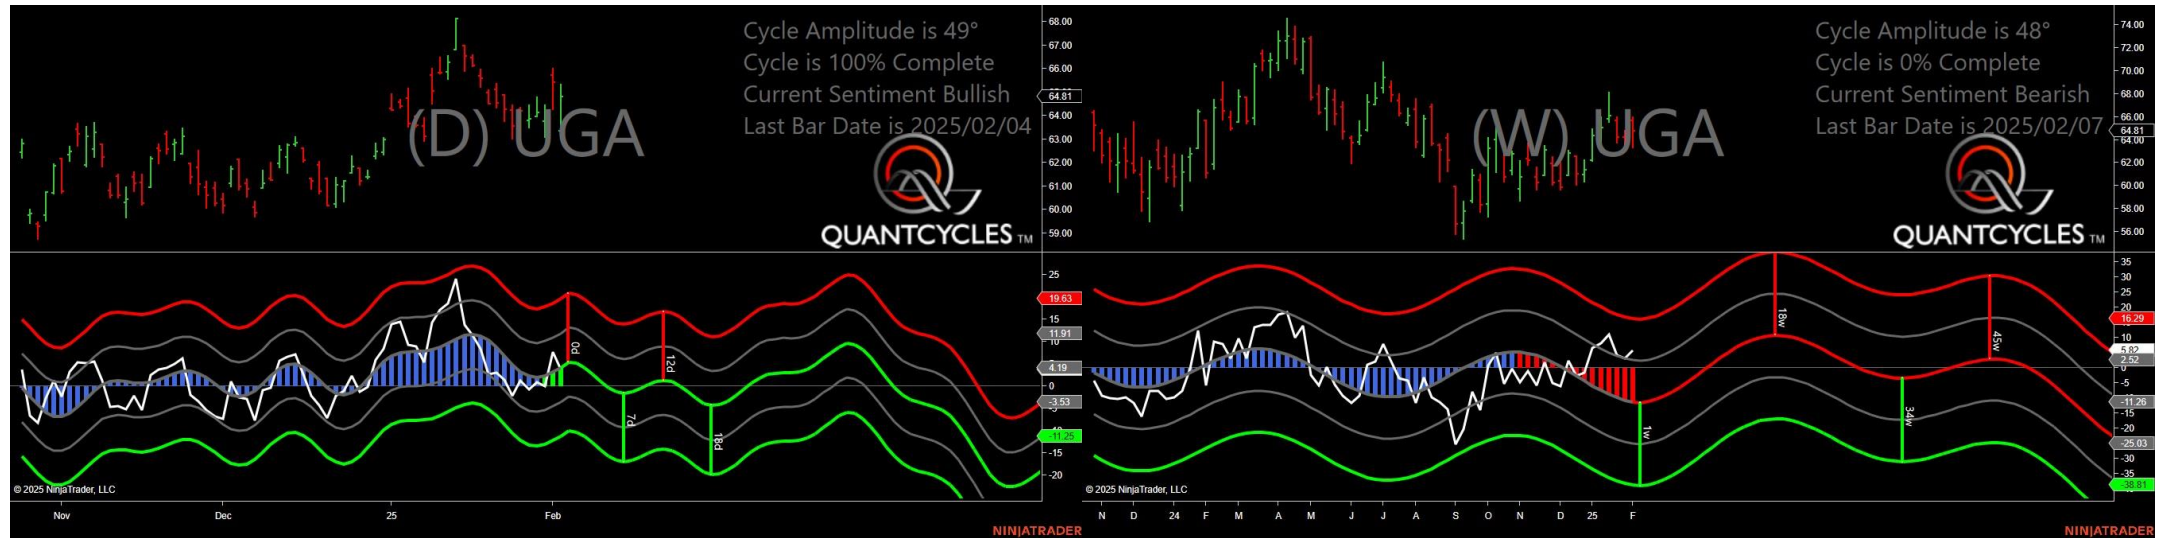 Cycle Amplitude is 49°
Cycle is 100% Complete
Current Sentiment Bullish
Last Bar Date is 2025/02/04
(D) UGA
QUANTCYCLES TM
68.00
67.00
66.00
64.81
63.00
62.00
61.00
60.00
59.00
25
19.63
15
11.91
10
4.19
0
-3.53
-11.25
-15
-20
0d
12d
7d
18d
© 2025 NinjaTrader, LLC
Nov
Dec
25
Feb
NINJATRADER
Cycle Amplitude is 48°
Cycle is 0% Complete
Current Sentiment Bearish
Last Bar Date is 2025/02/07
(W) UGA
QUANTCYCLES TM
74.00
72.00
70.00
68.00
66.00
64.81
64.00
62.00
60.00
58.00
56.00
35
30
25
20
16.29
5.82
2.52
0
-5
-11.26
-15
-20
-25.03
-30
-35
-38.81
18w
45w
1w
34w
© 2025 NinjaTrader, LLC
N D 24 F M A M J J A S O N D 25 F
NINJATRADER